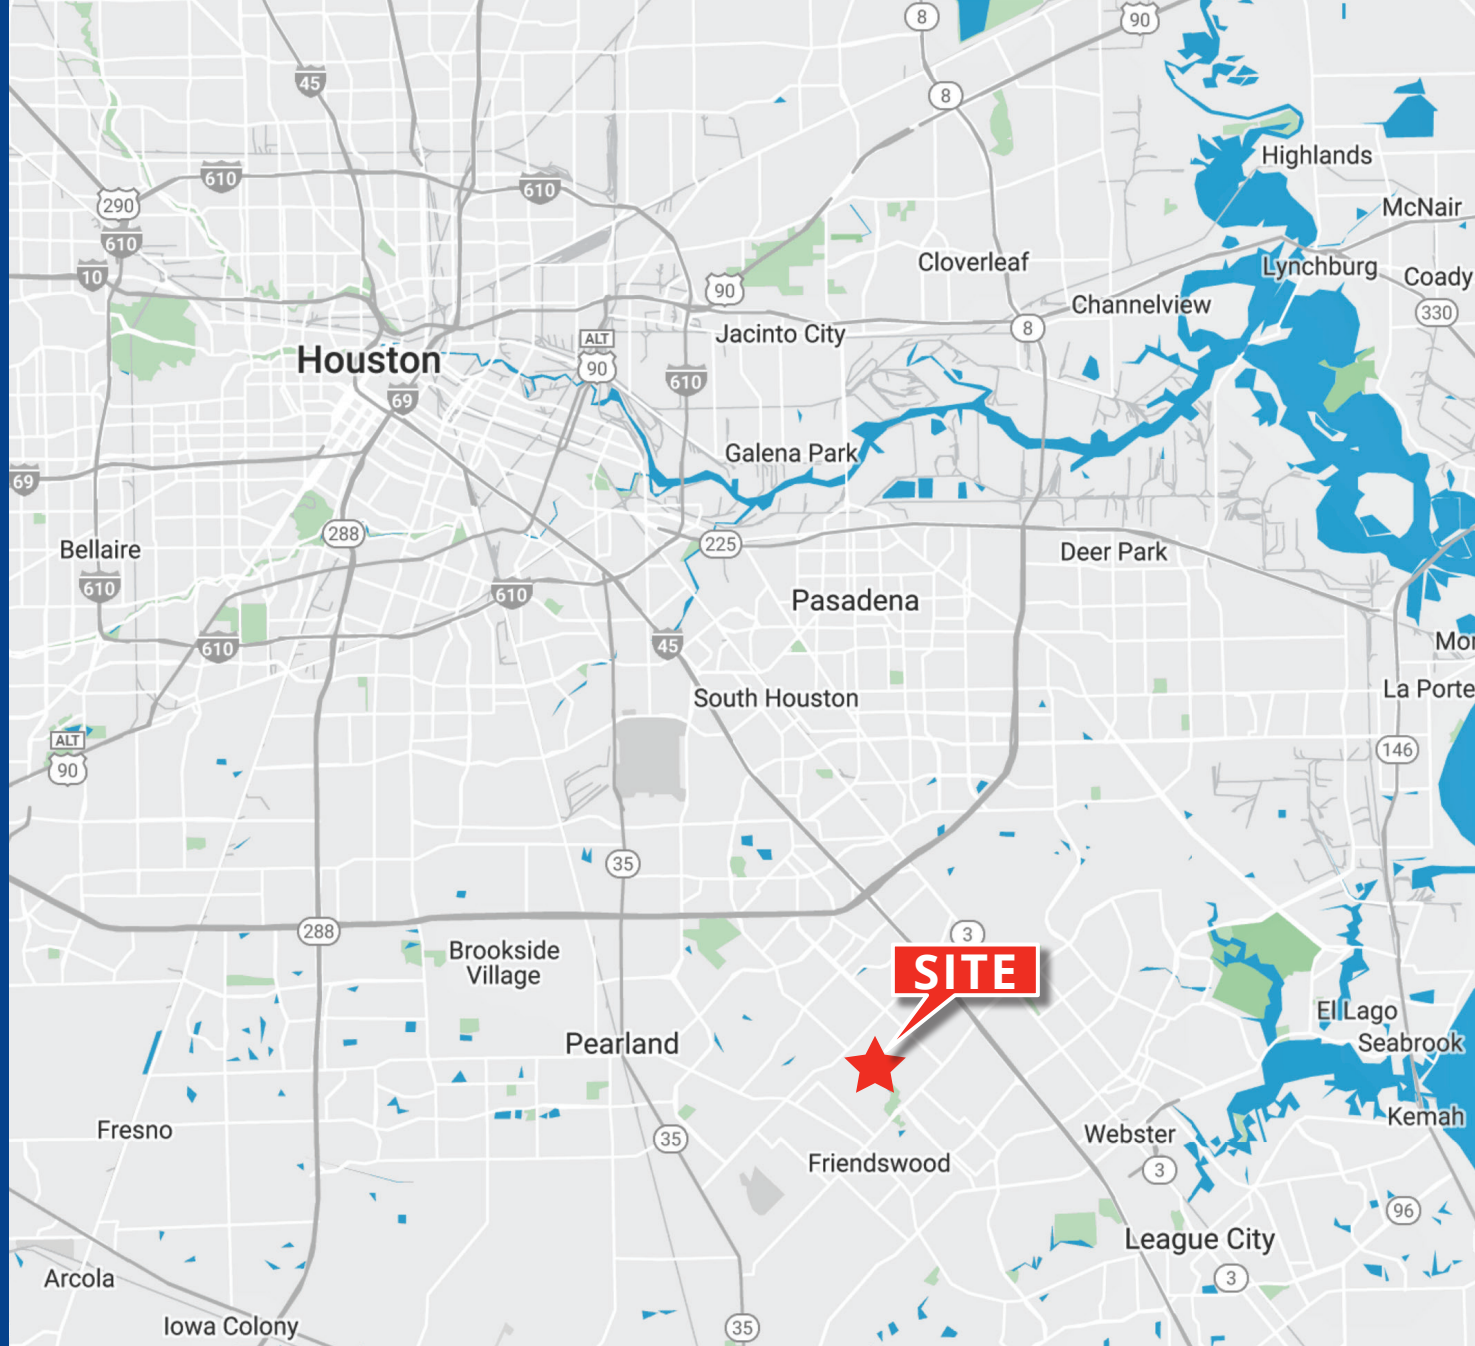 8
90
45
8
Highlands
610
610
290
McNair
610
Cloverleaf
10
Lynchburg
Coady
90
Channelview
330
8
Jacinto City
ALT
90
Houston
610
69
Galena Park
69
288
225
Bellaire
Deer Park
610
610
Pasadena
610
45
Mor
La Porte
South Houston
ALT
90
146
35
288
3
Brookside
Village
SITE
El Lago
Pearland
Seabrook
Kemah
Fresno
35
Webster
Friendswood
3
96
League City
Arcola
3
Iowa Colony
35